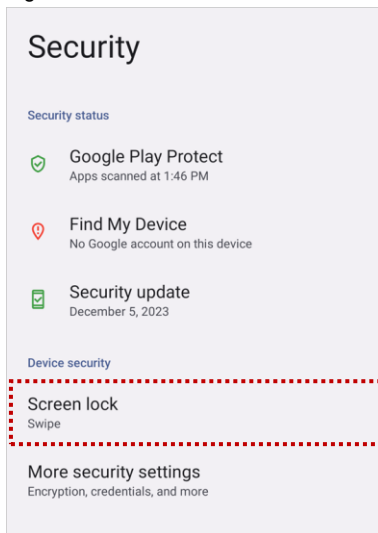 Security
Security status
Google Play Protect
Apps scanned at 1:46 PM
Find My Device
No Google account on this device
Security update
December 5, 2023
Device security
Screen lock
Swipe
More security settings
Encryption, credentials, and more